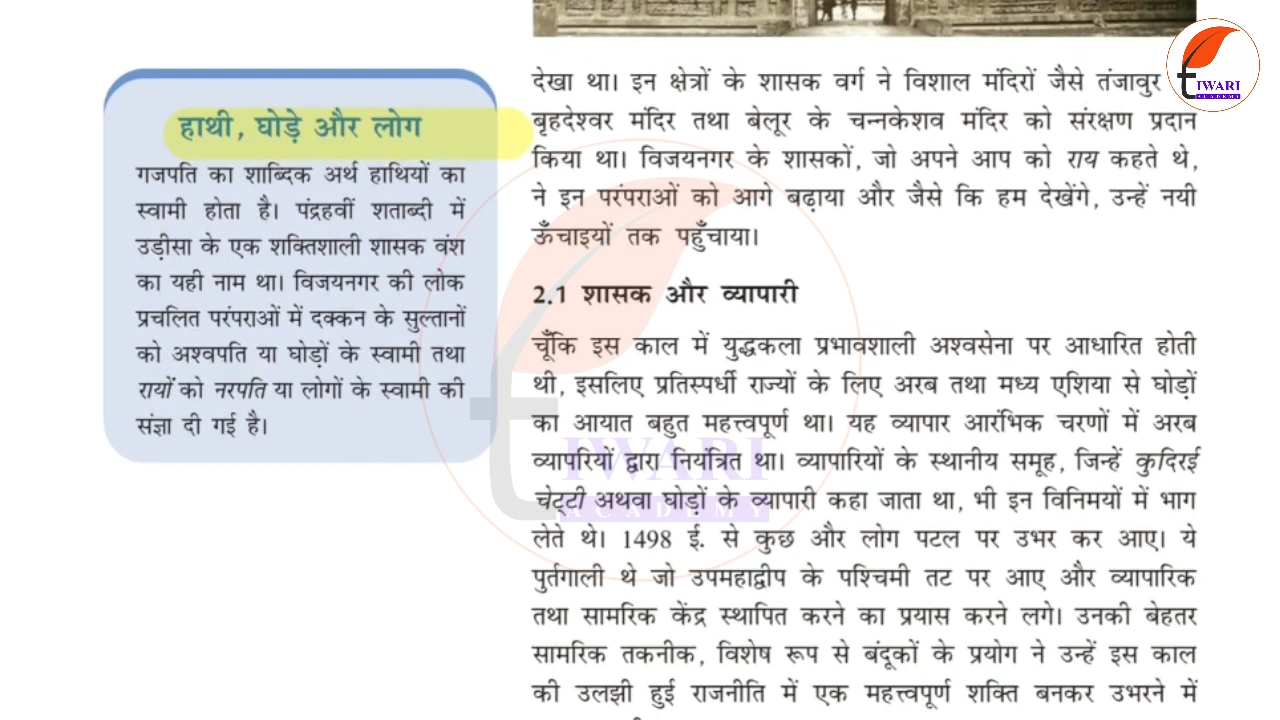 हाथी, घोड़े और लोग
गजपति का शाब्दिक अर्थ हाथियों का
स्वामी होता है। पंद्रहवीं शताब्दी में
उड़ीसा के एक शक्तिशाली शासक वंश
का यही नाम था। विजयनगर की लोक
प्रचलित परंपराओं में दक्कन के सुल्तानों
को अश्वपति या घोड़ों के स्वामी तथा
रायों को नरपति या लोगों के स्वामी की
संज्ञा दी गई है।
देखा था। इन क्षेत्रों के शासक वर्ग ने विशाल मंदिरों जैसे तंजावुर
बृहदेश्वर मंदिर तथा बेलूर के चन्नकेशव मंदिर को संरक्षण प्रदान
किया था। विजयनगर के शासकों, जो अपने आप को राय कहते थे,
ने इन परंपराओं को आगे बढ़ाया और जैसे कि हम देखेंगे, उन्हें नयी
ऊँचाइयों तक पहुँचाया।
2.1 शासक और व्यापारी
चूँकि इस काल में युद्धकला प्रभावशाली अश्वसेना पर आधारित होती
थी, इसलिए प्रतिस्पर्धी राज्यों के लिए अरब तथा मध्य एशिया से घोड़ों
का आयात बहुत महत्त्वपूर्ण था। यह व्यापार आरंभिक चरणों में अरब
व्यापरियों द्वारा नियंत्रित था। व्यापारियों के स्थानीय समूह, जिन्हें कुदिरई
चेट्टी अथवा घोड़ों के व्यापारी कहा जाता था, भी इन विनिमयों में भाग
लेते थे। 1498 ई. से कुछ और लोग पटल पर उभर कर आए। ये
पुर्तगाली थे जो उपमहाद्वीप के पश्चिमी तट पर आए और व्यापारिक
तथा सामरिक केंद्र स्थापित करने का प्रयास करने लगे। उनकी बेहतर
सामरिक तकनीक, विशेष रूप से बंदूकों के प्रयोग ने उन्हें इस काल
की उलझी हुई राजनीति में एक महत्त्वपूर्ण शक्ति बनकर उभरने में
tIWARI
ACADEMY
tIWARI
ACADEMY